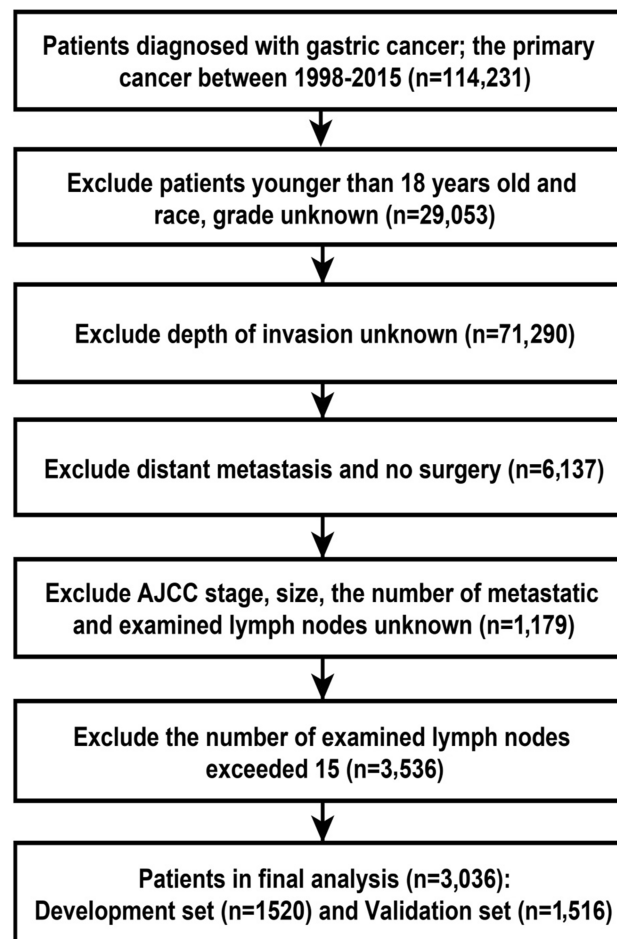 Patients diagnosed with gastric cancer; the primary
cancer between 1998-2015 (n=114,231)
Exclude patients younger than 18 years old and
race, grade unknown (n=29,053)
Exclude depth of invasion unknown (n=71,290)
Exclude distant metastasis and no surgery (n=6,137)
Exclude AJCC stage, size, the number of metastatic
and examined lymph nodes unknown (n=1,179)
Exclude the number of examined lymph nodes
exceeded 15 (n=3,536)
Patients in final analysis (n=3,036):
Development set (n=1520) and Validation set (n=1,516)